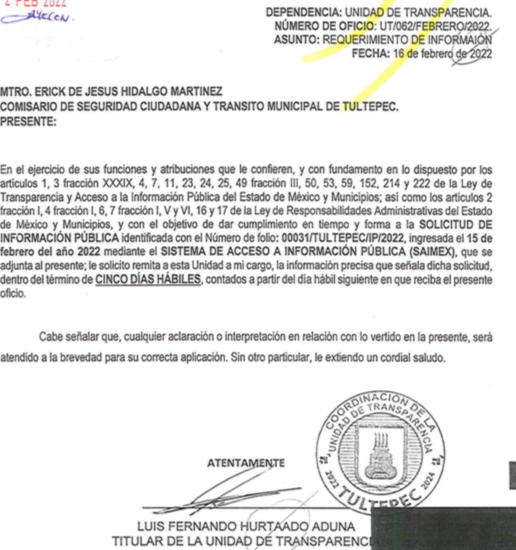 2 FEB 2022
DEPENDENCIA: UNIDAD DE TRANSPARENCIA.
NÚMERO DE OFICIO: UT/062/FEBRERO/2022.
ASUNTO: REQUERIMIENTO DE INFORMAIÓN
FECHA: 16 de febrero de 2022
MTRO. ERICK DE JESUS HIDALGO MARTINEZ
COMISARIO DE SEGURIDAD CIUDADANA Y TRANSITO MUNICIPAL DE TULTEPEC.
PRESENTE:
En el ejercicio de sus funciones y atribuciones que le confieren, y con fundamento en lo dispuesto por los
artículos 1, 3 fracción XXXIX, 4, 7, 11, 23, 24, 25, 49 fracción III, 50, 53, 59, 152, 214 y 222 de la Ley de
Transparencia y Acceso a la Información Pública del Estado de México y Municipios; así como los articulos 2
fracción I, 4 fracción I, 6, 7 fracción I, V y VI, 16 y 17 de la Ley de Responsabilidades Administrativas del Estado
de México y Municipios, y con el objetivo de dar cumplimiento en tiempo y forma a la SOLICITUD DE
INFORMACIÓN PÚBLICA identificada con el Número de folio: 00031/TULTEPEC/IP/2022, ingresada el 15 de
febrero del año 2022 mediante el SISTEMA DE ACCESO A INFORMACIÓN PÚBLICA (SAIMEX), que se
adjunta al presente; le solicito remita a esta Unidad a mi cargo, la información precisa que señala dicha solicitud,
dentro del término de CINCO DÍAS HÁBILES, contados a partir del día hábil siguiente en que reciba el presente
oficio.
Cabe señalar que, cualquier aclaración o interpretación en relación con lo vertido en la presente, será
atendido a la brevedad para su correcta aplicación. Sin otro particular, le extiendo un cordial saludo.
COORDINACIÓN DE LA
UNIDAD DE TRANSPARENCIA
2022 2024
TULTEPEC
ATENTAMENTE
LUIS FERNANDO HURTAADO ADUNA
TITULAR DE LA UNIDAD DE TRANSPARENCI